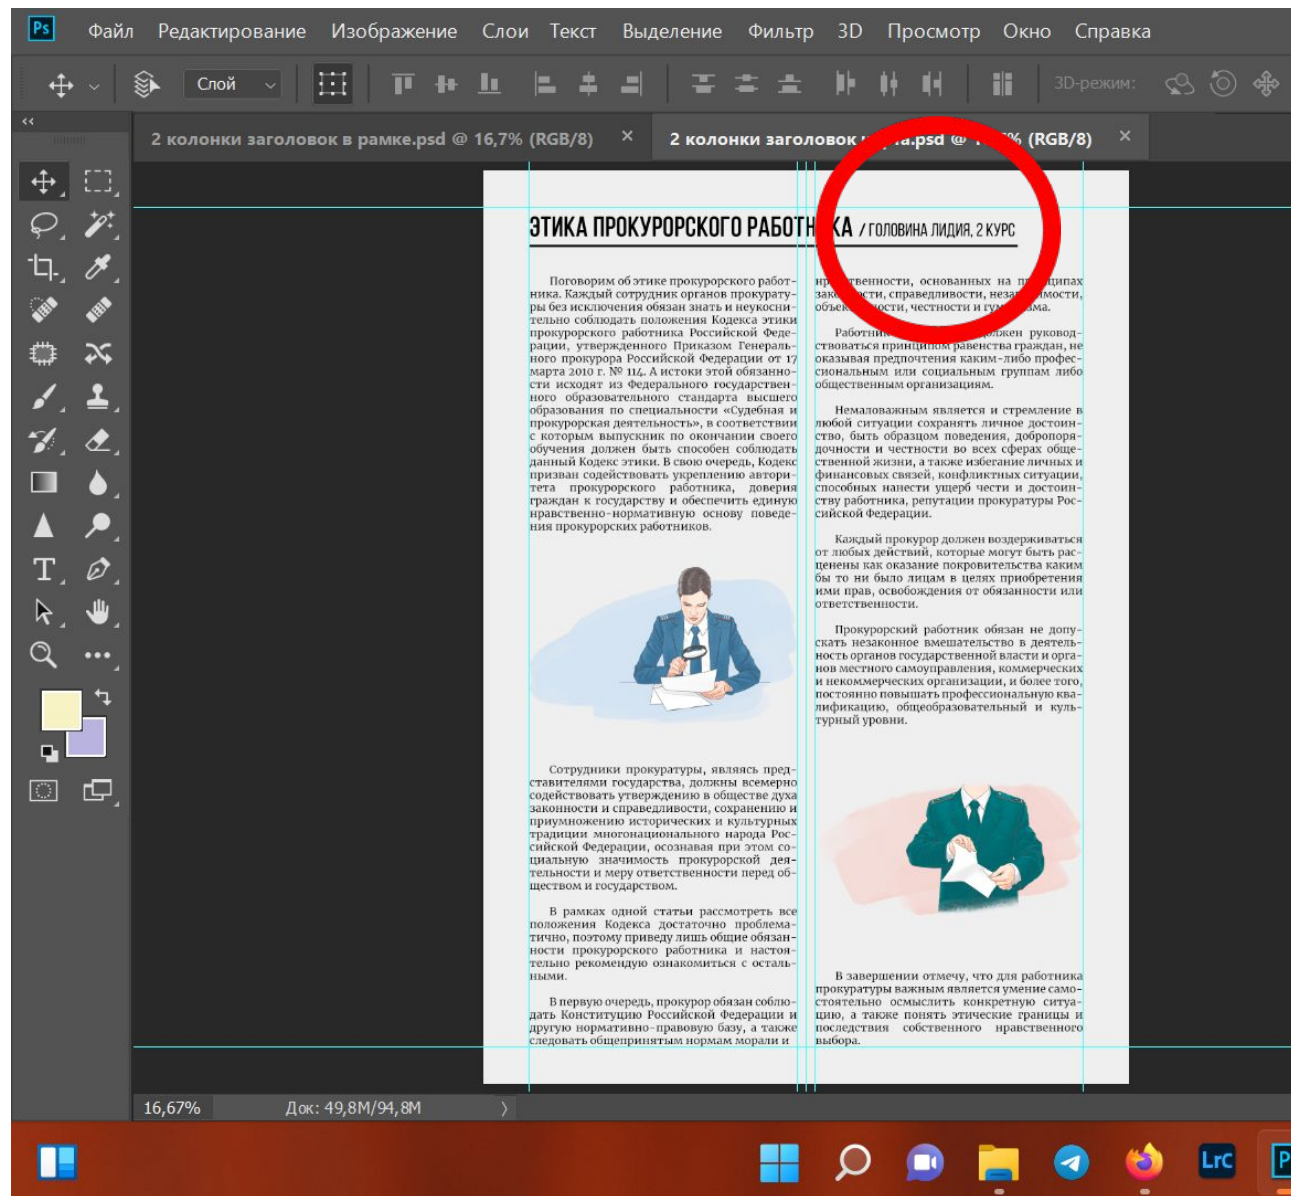 Ps Файл Редактирование Изображение Слои Текст Выделение Фильтр 3D Просмотр Окно Справка
Слой 3D-режим:
2 колонки заголовок в рамке.psd @ 16,7% (RGB/8) × 2 колонки заголовок .psd @ (RGB/8) ×
ЭТИКА ПРОКУРОРСКОГО РАБОТНИКА / ГОЛОВИНА ЛИДИЯ, 2 КУРС
Поговорим об этике прокурорского работ-
ника. Каждый сотрудник органов прокурату-
ры без исключения обязан знать и неукосни-
тельно соблюдать положения Кодекса этики
прокурорского работника Российской Феде-
рации, утвержденного Приказом Генераль-
ного прокурора Российской Федерации от 17
марта 2010 г. № 114. А истоки этой обязанно-
сти исходят из Федерального государствен-
ного образовательного стандарта высшего
образования по специальности «Судебная и
прокурорская деятельность», в соответствии
с которым выпускник по окончании своего
обучения должен быть способен соблюдать
данный Кодекс этики. В свою очередь, Кодекс
призван содействовать укреплению автори-
тета прокурорского работника, доверия
граждан к государству и обеспечить единую
нравственно-нормативную основу поведе-
ния прокурорских работников.
Сотрудники прокуратуры, являясь пред-
ставителями государства, должны всемерно
содействовать утверждению в обществе духа
законности и справедливости, сохранению и
приумножению исторических и культурных
традиции многонационального народа Рос-
сийской Федерации, осознавая при этом со-
циальную значимость прокурорской дея-
тельности и меру ответственности перед об-
ществом и государством.
В рамках одной статьи рассмотреть все
положения Кодекса достаточно проблема-
тично, поэтому приведу лишь общие обязан-
ности прокурорского работника и настоя-
тельно рекомендую ознакомиться с осталь-
ными.
В первую очередь, прокурор обязан соблю-
дать Конституцию Российской Федерации и
другую нормативно-правовую базу, а также
следовать общепринятым нормам морали и
нравственности, основанных на принципах
законности, справедливости, независимости,
объективности, честности и гуманизма.
Работник должен руковод-
ствоваться принципом равенства граждан, не
оказывая предпочтения каким-либо профес-
сиональным или социальным группам либо
общественным организациям.
Немаловажным является и стремление в
любой ситуации сохранять личное достоин-
ство, быть образцом поведения, добропоря-
дочности и честности во всех сферах обще-
ственной жизни, а также избегание личных и
финансовых связей, конфликтных ситуации,
способных нанести ущерб чести и достоин-
ству работника, репутации прокуратуры Рос-
сийской Федерации.
Каждый прокурор должен воздерживаться
от любых действий, которые могут быть рас-
ценены как оказание покровительства каким
бы то ни было лицам в целях приобретения
ими прав, освобождения от обязанности или
ответственности.
Прокурорский работник обязан не допу-
скать незаконное вмешательство в деятель-
ность органов государственной власти и орга-
нов местного самоуправления, коммерческих
и некоммерческих организации, и более того,
постоянно повышать профессиональную ква-
лификацию, общеобразовательный и куль-
турный уровни.
В завершении отмечу, что для работника
прокуратуры важным является умение само-
стоятельно осмыслить конкретную ситуа-
цию, а также понять этические границы и
последствия собственного нравственного
выбора.
16,67% Док: 49,8M/94,8M
LrC P